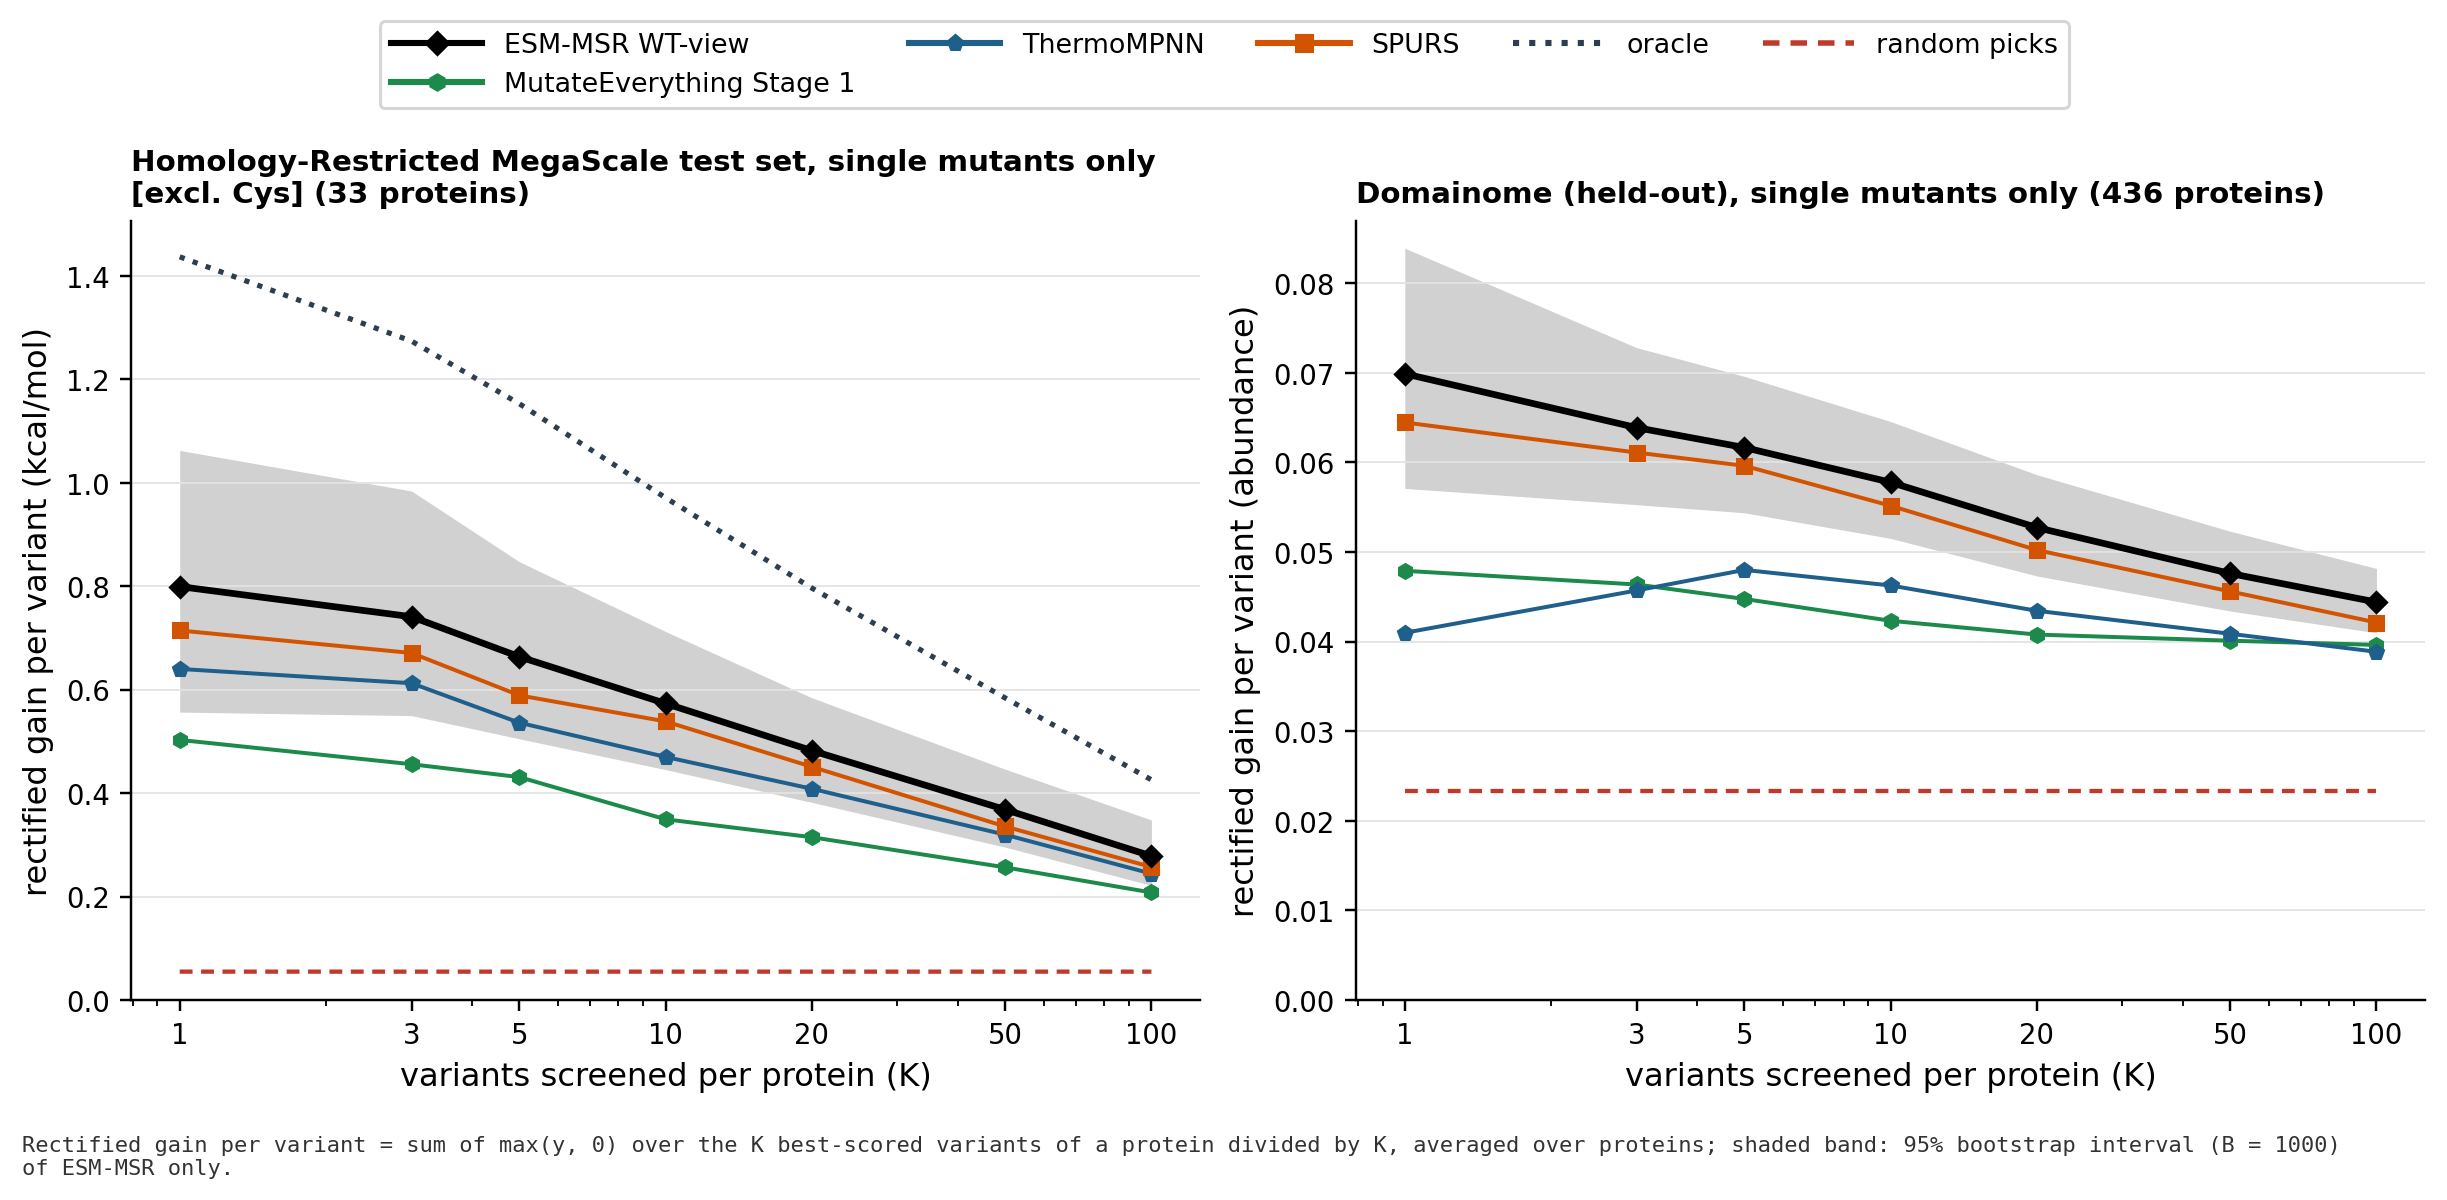 ESM-MSR WT-view
MutateEverything Stage 1
ThermoMPNN
SPURS
oracle
random picks
Homology-Restricted MegaScale test set, single mutants only
[excl. Cys] (33 proteins)
rectified gain per variant (kcal/mol)
1.4
1.2
1.0
0.8
0.6
0.4
0.2
0.0
1 3 5 10 20 50 100
variants screened per protein (K)
Domainome (held-out), single mutants only (436 proteins)
rectified gain per variant (abundance)
0.08
0.07
0.06
0.05
0.04
0.03
0.02
0.01
0.00
1 3 5 10 20 50 100
variants screened per protein (K)
Rectified gain per variant = sum of max(y, 0) over the K best-scored variants of a protein divided by K, averaged over proteins; shaded band: 95% bootstrap interval (B = 1000)
of ESM-MSR only.